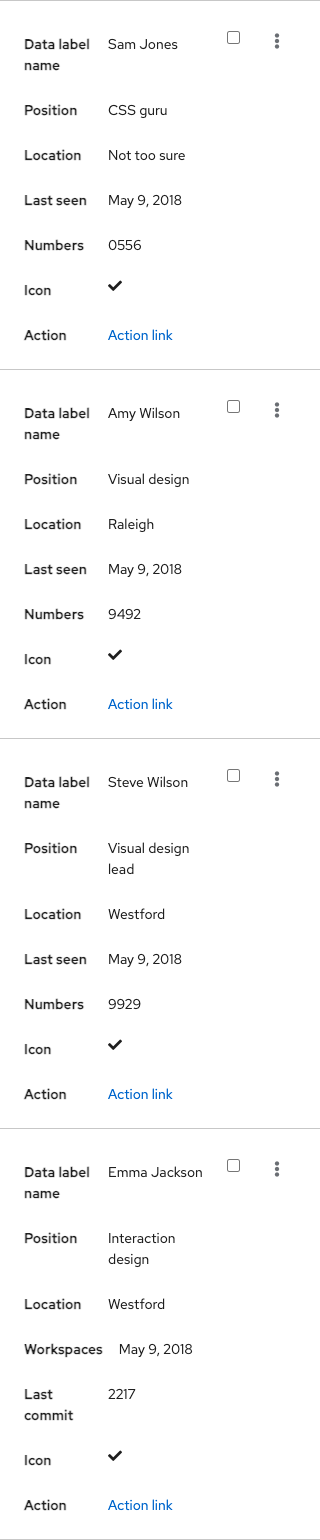 Data label Sam Jones
name
Position CSS guru
Location Not too sure
Last seen May 9, 2018
Numbers 0556
Icon
Action Action link
Data label Amy Wilson
name
Position Visual design
Location Raleigh
Last seen May 9, 2018
Numbers 9492
Icon
Action Action link
Data label Steve Wilson
name
Position Visual design
lead
Location Westford
Last seen May 9, 2018
Numbers 9929
Icon
Action Action link
Data label Emma Jackson
name
Position Interaction
design
Location Westford
Workspaces May 9, 2018
Last 2217
commit
Icon
Action Action link